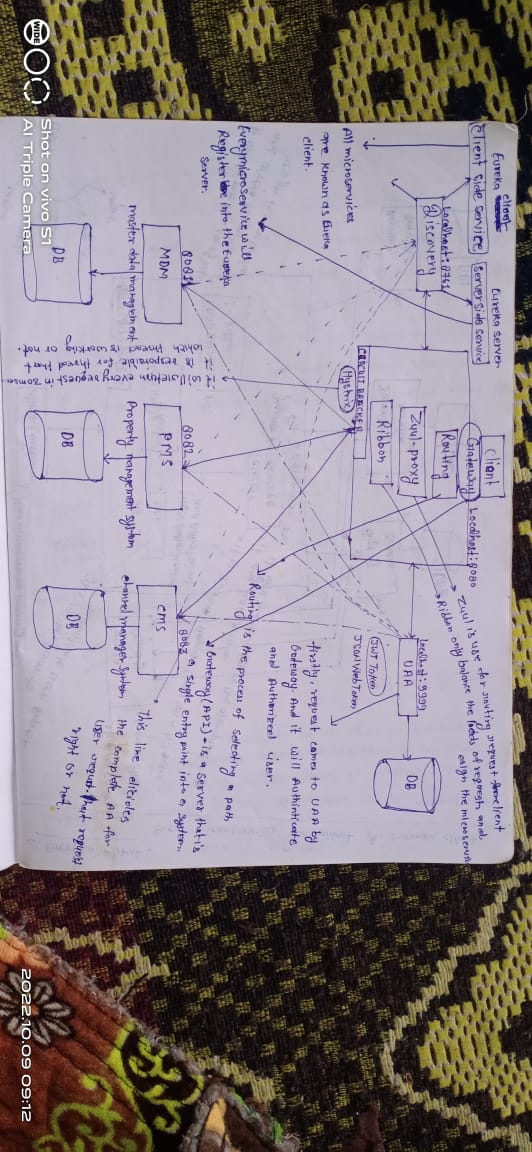 Eureka client
Client side service
Eureka server
Server side service
Localhost:8761
Discovery
Client
Gateway
Localhost:8080
Routing
Zuul-proxy
Ribbon
CIRCUIT BRACKER
Hystrix
Zuul is use for routing request from client
Ribbon only balance the loads of request and
the microservice
Localhost:9999
UAA
DB
JWT Token
JSON Web Token
All microservices
are known as Eureka
client.
firstly, request comes to UAA by
Gateway. And it will Authinticate
and Authorized user.
Every microservice will
Register into the Eureka
server.
Routing is the process of selecting a path
Gateway (API) - is a server that is
a single entry point into a system.
8081
MDM
master data management
DB
it will return every request in
it is responsible for thread that
which thread is working or not.
8082
PMS
Property mangement system
DB
8083
CMS
channel manager system
DB
This line
the complete AA for
user request. that request
right or not.
WIDE
Shot on vivo S1
AI Triple Camera
2022.10.09 09:12